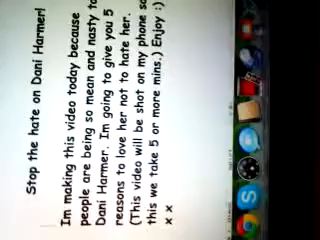 Stop the hate on Dani Harmer!
Im making this video today because
people are being so mean and nasty to
Dani Harmer. Im going to give you 5
reasons to love her not to hate her.
(This video will be shot on my phone so
this we take 5 or more mins.) Enjoy :)
x x